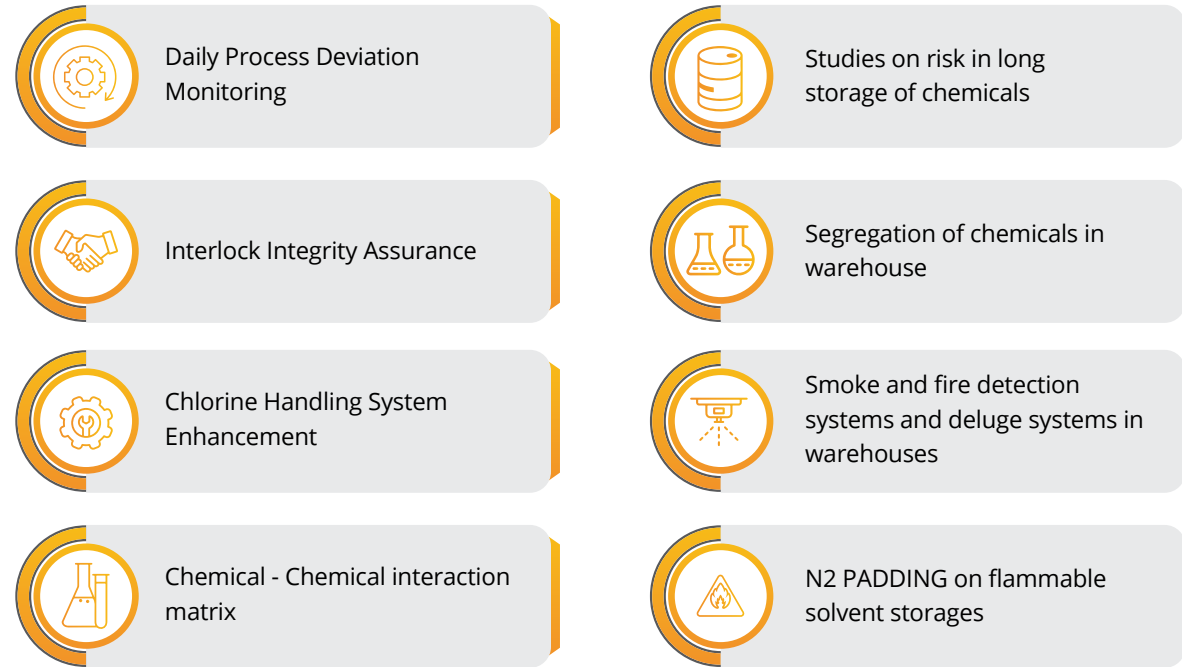 Daily Process Deviation
Monitoring
Interlock Integrity Assurance
Chlorine Handling System
Enhancement
Chemical - Chemical interaction
matrix
Studies on risk in long
storage of chemicals
Segregation of chemicals in
warehouse
Smoke and fire detection
systems and deluge systems in
warehouses
N2 PADDING on flammable
solvent storages